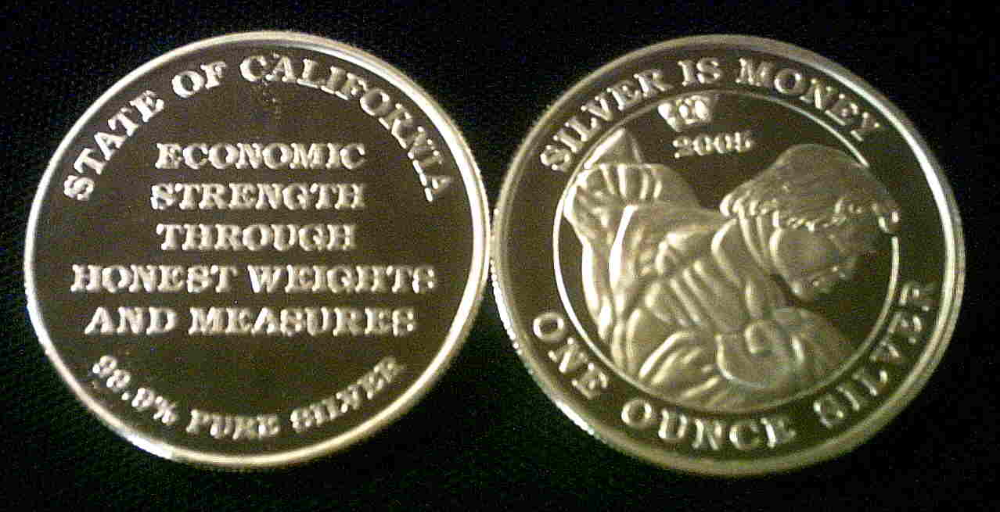 STATE OF CALIFORNIA
ECONOMIC
STRENGTH
THROUGH
HONEST WEIGHTS
AND MEASURES
99.9% PURE SILVER
SILVER IS MONEY
2005
ONE OUNCE SILVER